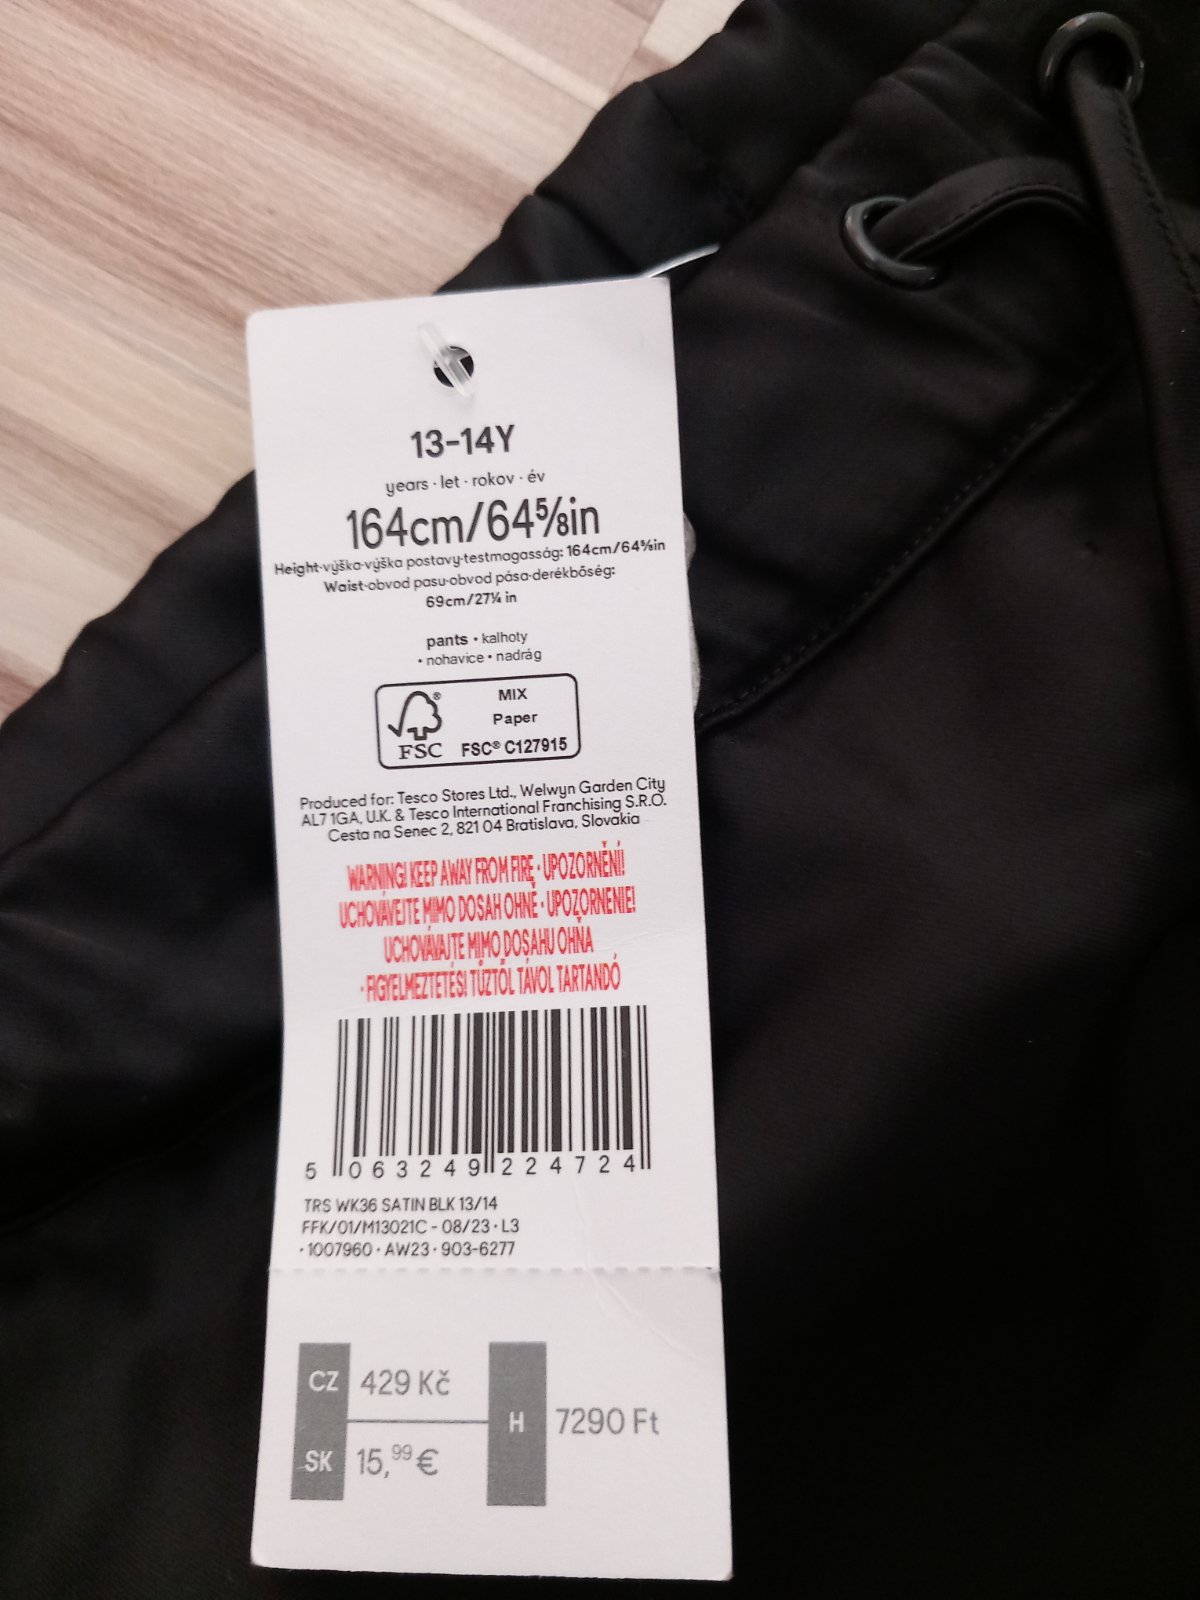 13-14Y
years · let · rokov · év
164cm/64⅝in
Height·výška·výška postavy·testmagasság: 164cm/64⅝in
Waist·obvod pasu·obvod pása·derékbőség:
69cm/27¼ in
pants • kalhoty
• nohavice • nadrág
MIX
Paper
FSC® C127915
®
FSC
Produced for: Tesco Stores Ltd., Welwyn Garden City
AL7 1GA, U.K. & Tesco International Franchising S.R.O.
Cesta na Senec 2, 821 04 Bratislava, Slovakia
WARNING! KEEP AWAY FROM FIRE · UPOZORNĚNÍ!
UCHOVÁVEJTE MIMO DOSAH OHNĚ · UPOZORNENIE!
UCHOVÁVAJTE MIMO DOSAHU OHŇA
· FIGYELMEZTETÉS! TŰZTŐL TÁVOL TARTANDÓ
5 063249 224724
TRS WK36 SATIN BLK 13/14
FFK/01/M13021C - 08/23 · L3
· 1007960 · AW23 · 903-6277
CZ 429 Kč
H 7290 Ft
SK 15,99 €